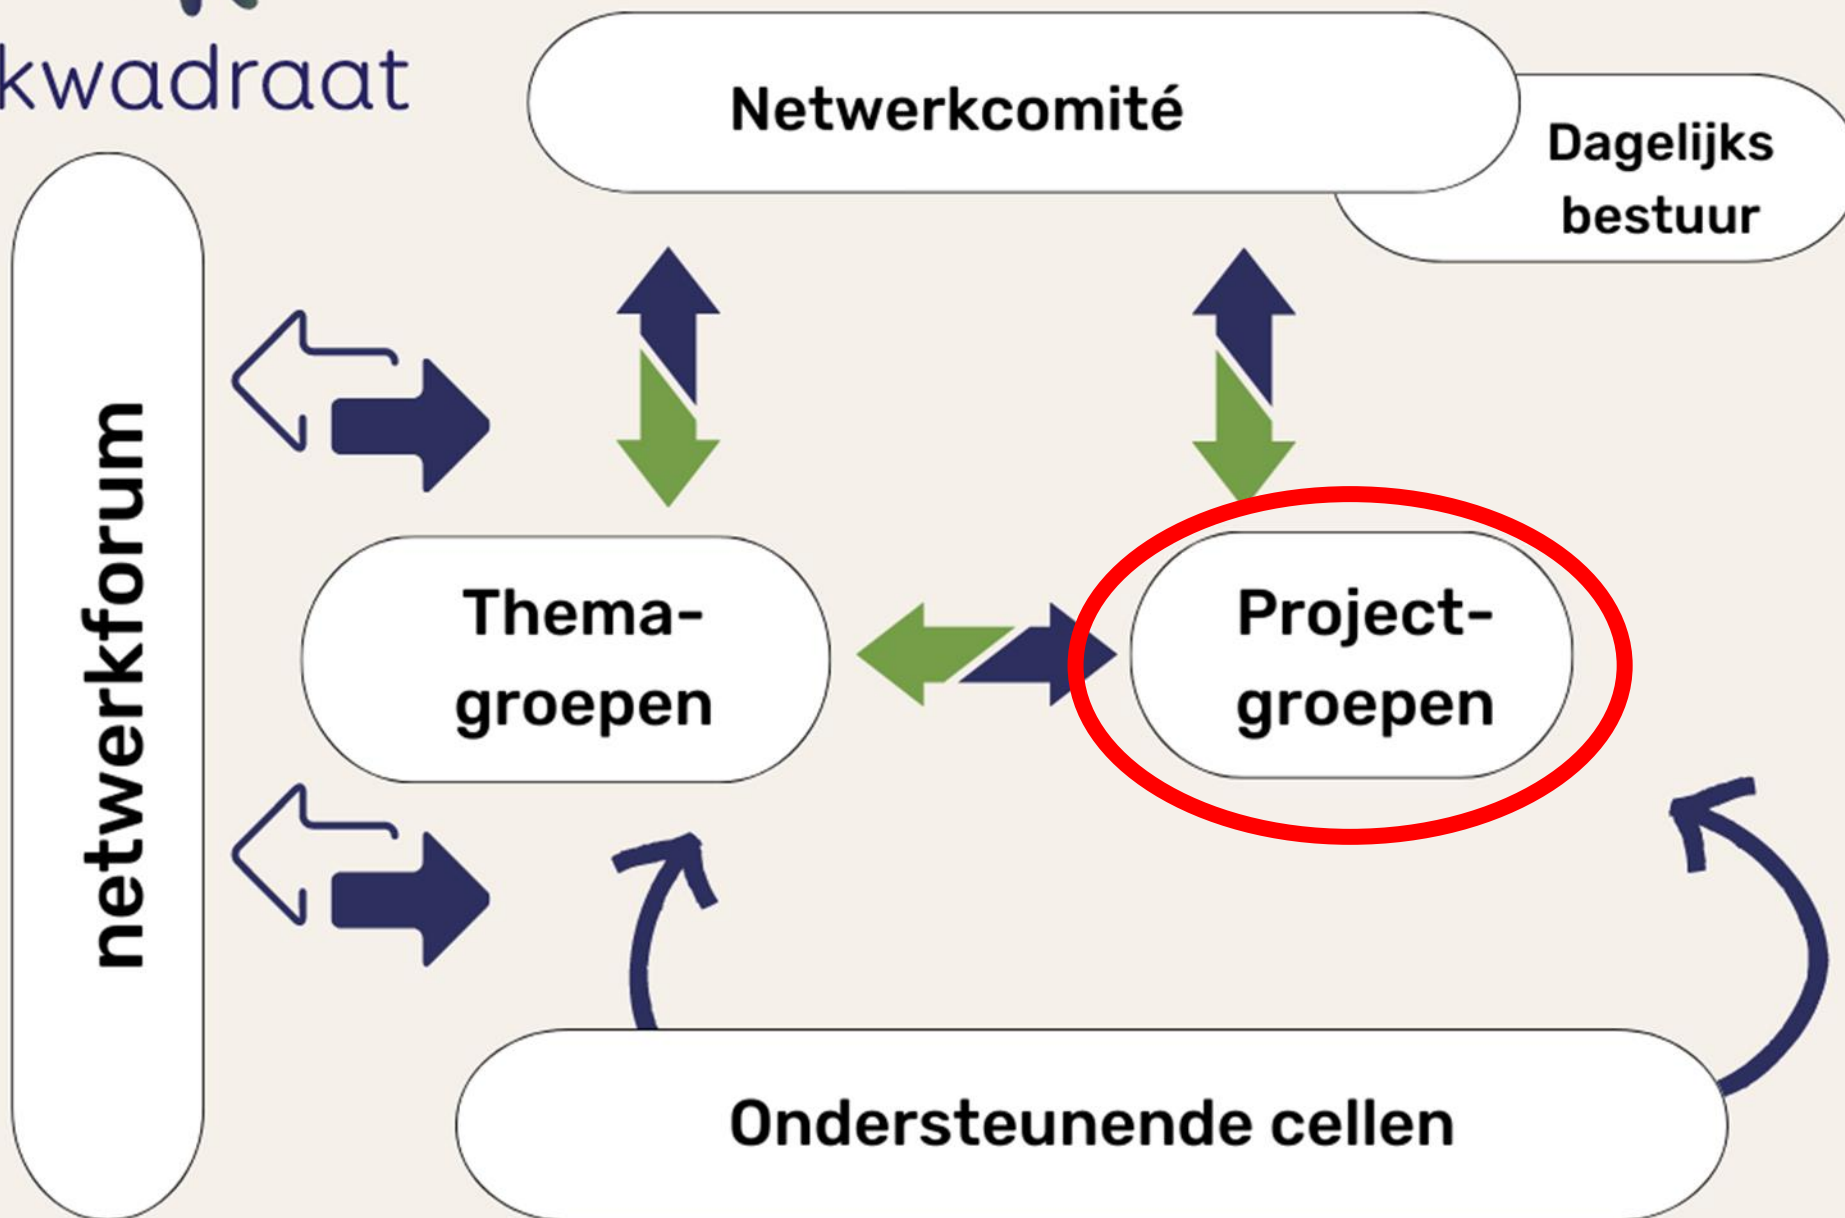 kwadraat
Netwerkcomité
Dagelijks
bestuur
netwerkforum
Thema-
groepen
Project-
groepen
Ondersteunende cellen